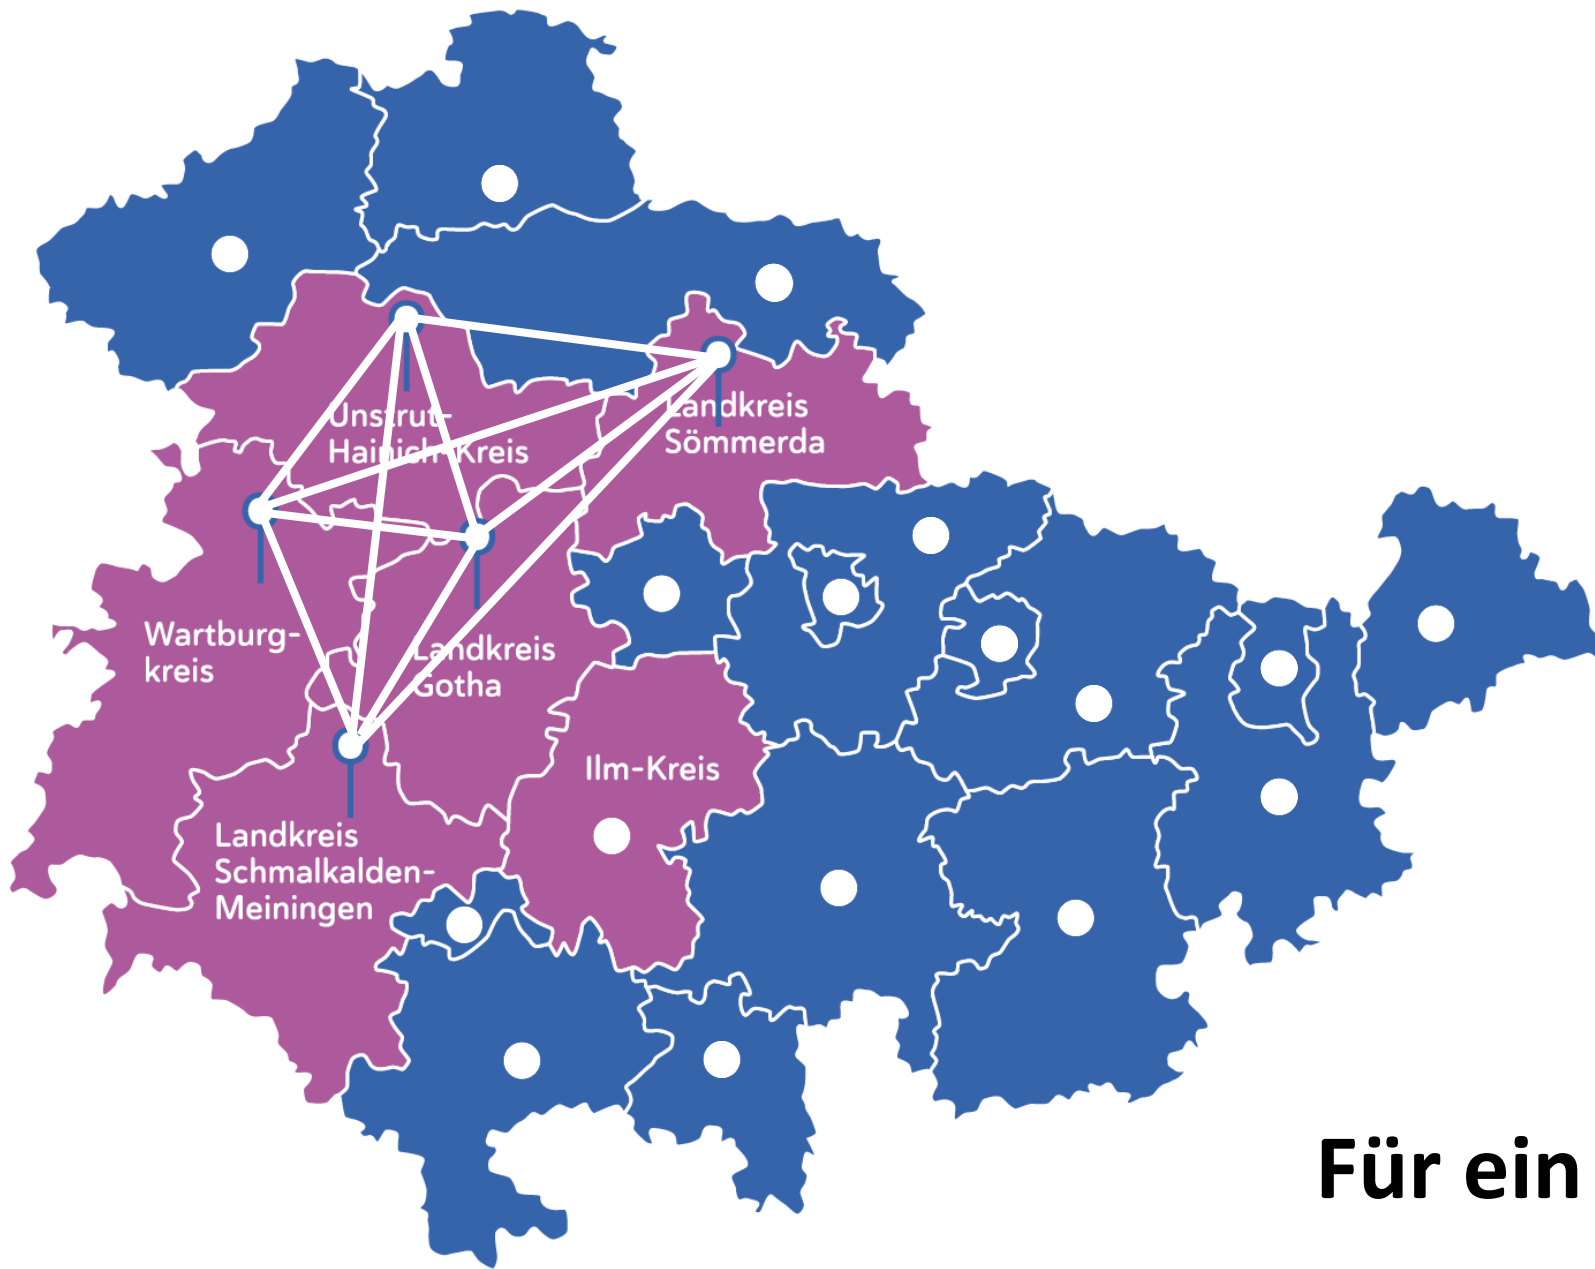 Unstrut-
Hainich-Kreis
Landkreis
Sömmerda
Wartburg-
kreis
Landkreis
Gotha
Ilm-Kreis
Landkreis
Schmalkalden-
Meiningen
Für ein